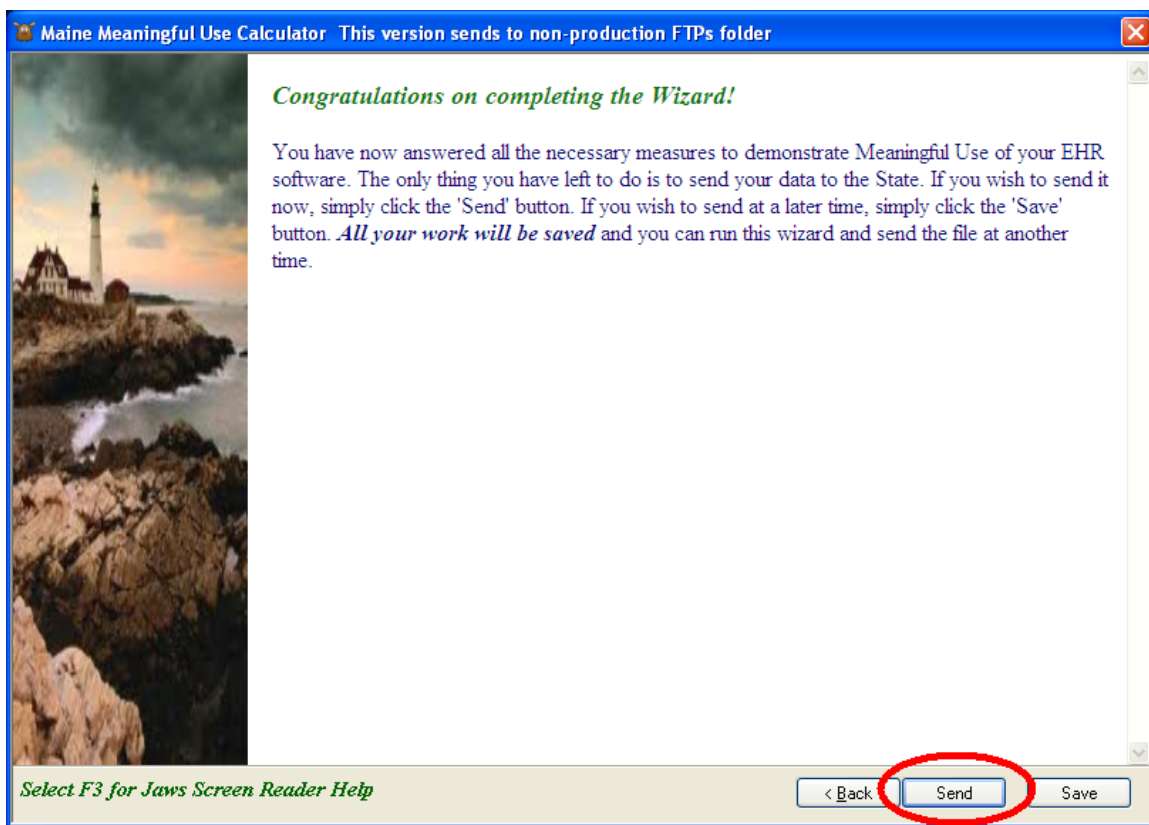 Maine Meaningful Use Calculator  This version sends to non-production FTPs folder
Congratulations on completing the Wizard!
You have now answered all the necessary measures to demonstrate Meaningful Use of your EHR
software. The only thing you have left to do is to send your data to the State. If you wish to send it
now, simply click the 'Send' button. If you wish to send at a later time, simply click the 'Save'
button. All your work will be saved and you can run this wizard and send the file at another
time.
Select F3 for Jaws Screen Reader Help
< Back
Send
Save